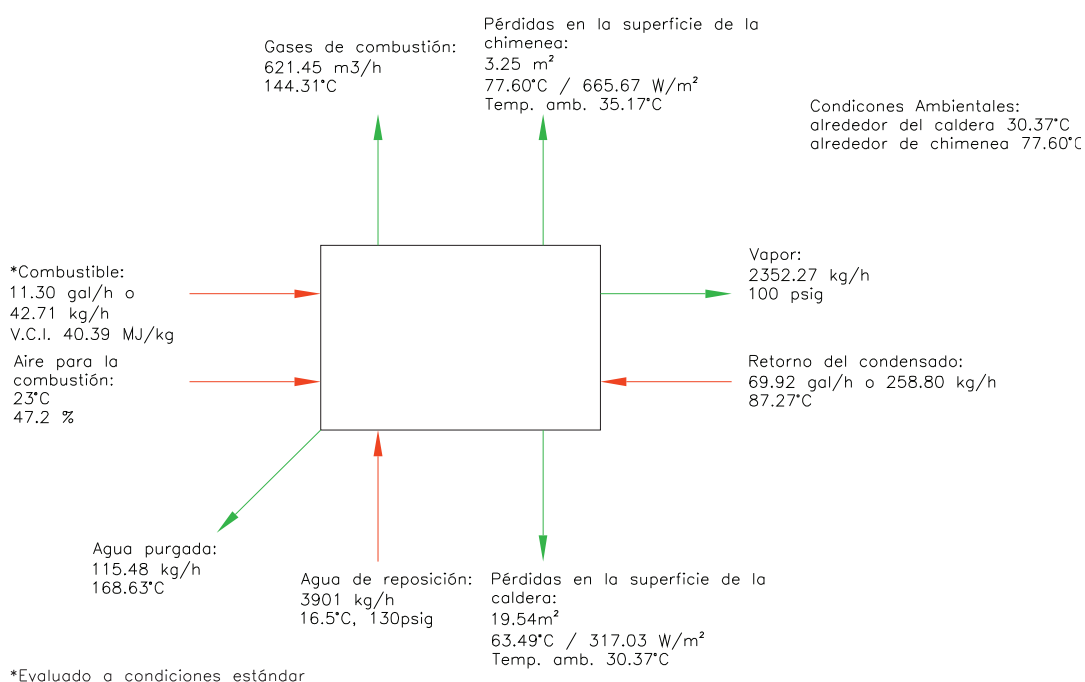 Gases de combustión:
621.45 m3/h
144.31°C
Pérdidas en la superficie de la
chimenea:
3.25 m²
77.60°C / 665.67 W/m²
Temp. amb. 35.17°C
Condicones Ambientales:
alrededor del caldera 30.37°C
alrededor de chimenea 77.60°C
*Combustible:
11.30 gal/h o
42.71 kg/h
V.C.I. 40.39 MJ/kg
Aire para la
combustión:
23°C
47.2 %
Vapor:
2352.27 kg/h
100 psig
Retorno del condensado:
69.92 gal/h o 258.80 kg/h
87.27°C
Agua purgada:
115.48 kg/h
168.63°C
Agua de reposición:
3901 kg/h
16.5°C, 130psig
Pérdidas en la superficie de la
caldera:
19.54m²
63.49°C / 317.03 W/m²
Temp. amb. 30.37°C
*Evaluado a condiciones estándar